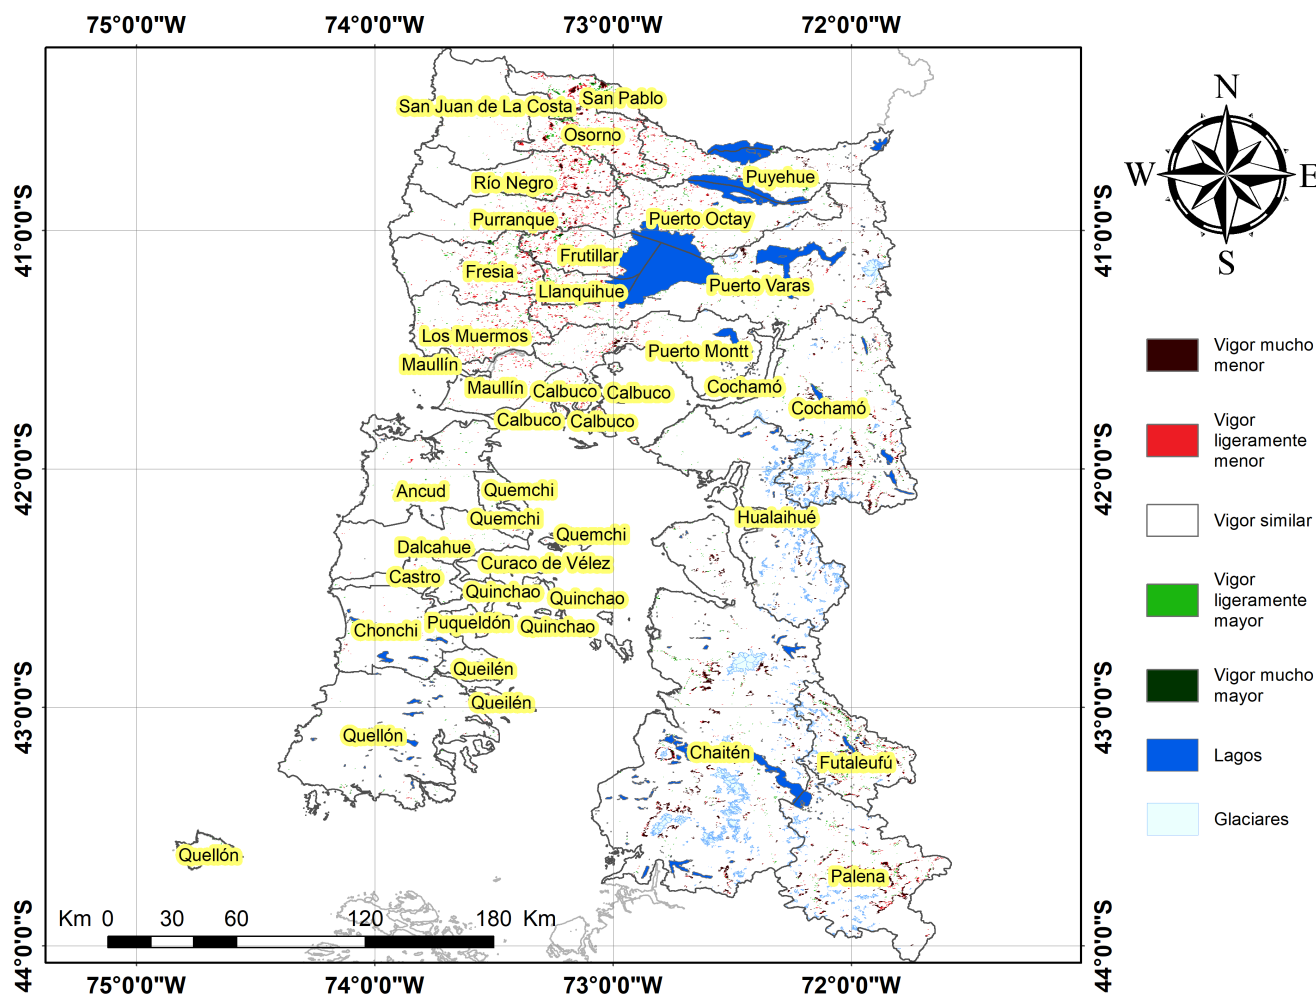 75°0'0"W
74°0'0"W
73°0'0"W
72°0'0"W
N
W
E
S
41°0'0"S
42°0'0"S
43°0'0"S
44°0'0"S
41°0'0"S
42°0'0"S
43°0'0"S
44°0'0"S
San Juan de La Costa
San Pablo
Osorno
Puyehue
Río Negro
Purranque
Puerto Octay
Frutillar
Fresia
Llanquihue
Puerto Varas
Los Muermos
Puerto Montt
Maullín
Maullín
Calbuco
Calbuco
Cochamó
Cochamó
Calbuco
Calbuco
Ancud
Quemchi
Quemchi
Hualaihué
Quemchi
Dalcahue
Curaco de Vélez
Castro
Quinchao
Quinchao
Chonchi
Puqueldón
Quinchao
Queilén
Queilén
Quellón
Chaitén
Futaleufú
Quellón
Palena
Km 0 30 60 120 180 Km
75°0'0"W
74°0'0"W
73°0'0"W
72°0'0"W
Vigor mucho
menor
Vigor
ligeramente
menor
Vigor similar
Vigor
ligeramente
mayor
Vigor mucho
mayor
Lagos
Glaciares